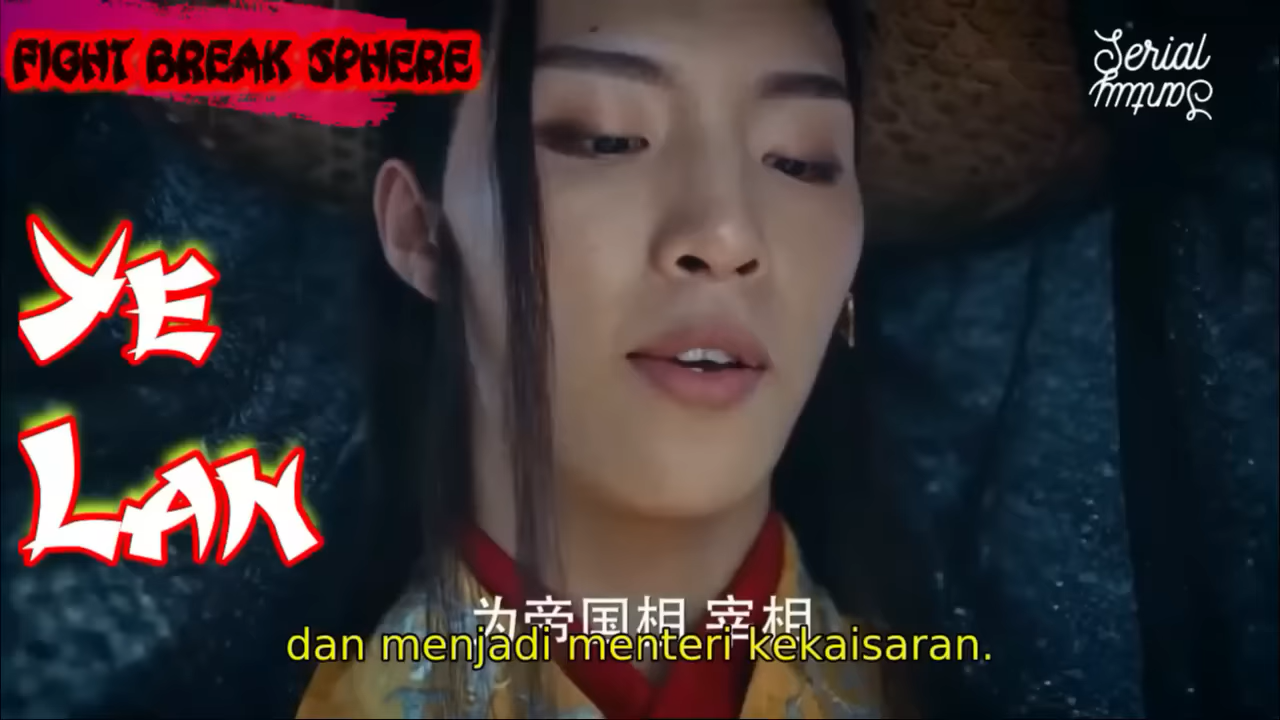 FIGHT BREAK SPHERE
Serial
Santuy
YE
LAN
为帝国相 宰相
dan menjadi menteri kekaisaran.